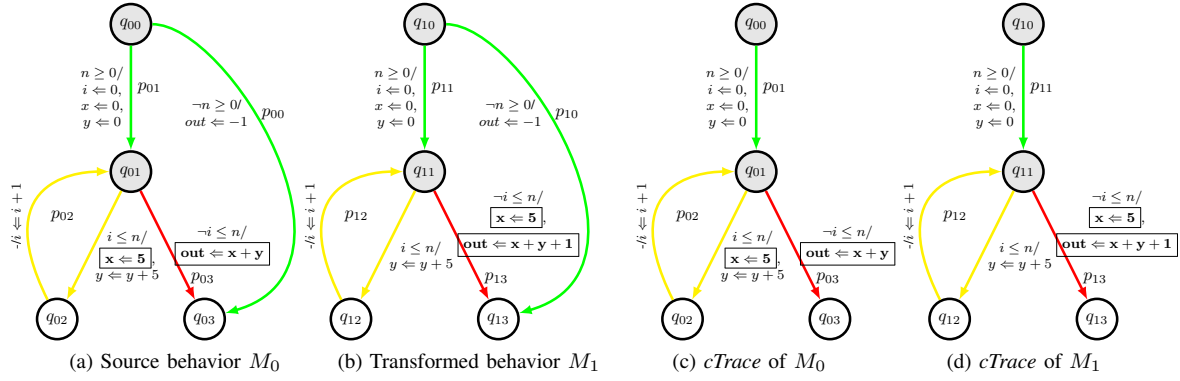 q00
n ≥ 0/
i ⇐ 0,
x ⇐ 0,
y ⇐ 0
p01
¬n ≥ 0/
out ⇐ −1
p00
q01
-/i ⇐ i + 1
p02
i ≤ n/
x ⇐ 5,
y ⇐ y + 5
¬i ≤ n/
out ⇐ x + y
p03
q02
q03
(a) Source behavior M0
q10
n ≥ 0/
i ⇐ 0,
x ⇐ 0,
y ⇐ 0
p11
¬n ≥ 0/
out ⇐ −1
p10
q11
-/i ⇐ i + 1
p12
i ≤ n/
y ⇐ y + 5
¬i ≤ n/
x ⇐ 5,
out ⇐ x + y + 1
p13
q12
q13
(b) Transformed behavior M1
q00
n ≥ 0/
i ⇐ 0,
x ⇐ 0,
y ⇐ 0
p01
q01
-/i ⇐ i + 1
p02
i ≤ n/
x ⇐ 5,
y ⇐ y + 5
¬i ≤ n/
out ⇐ x + y
p03
q02
q03
(c) cTrace of M0
q10
n ≥ 0/
i ⇐ 0,
x ⇐ 0,
y ⇐ 0
p11
q11
-/i ⇐ i + 1
p12
i ≤ n/
y ⇐ y + 5
¬i ≤ n/
x ⇐ 5,
out ⇐ x + y + 1
p13
q12
q13
(d) cTrace of M1